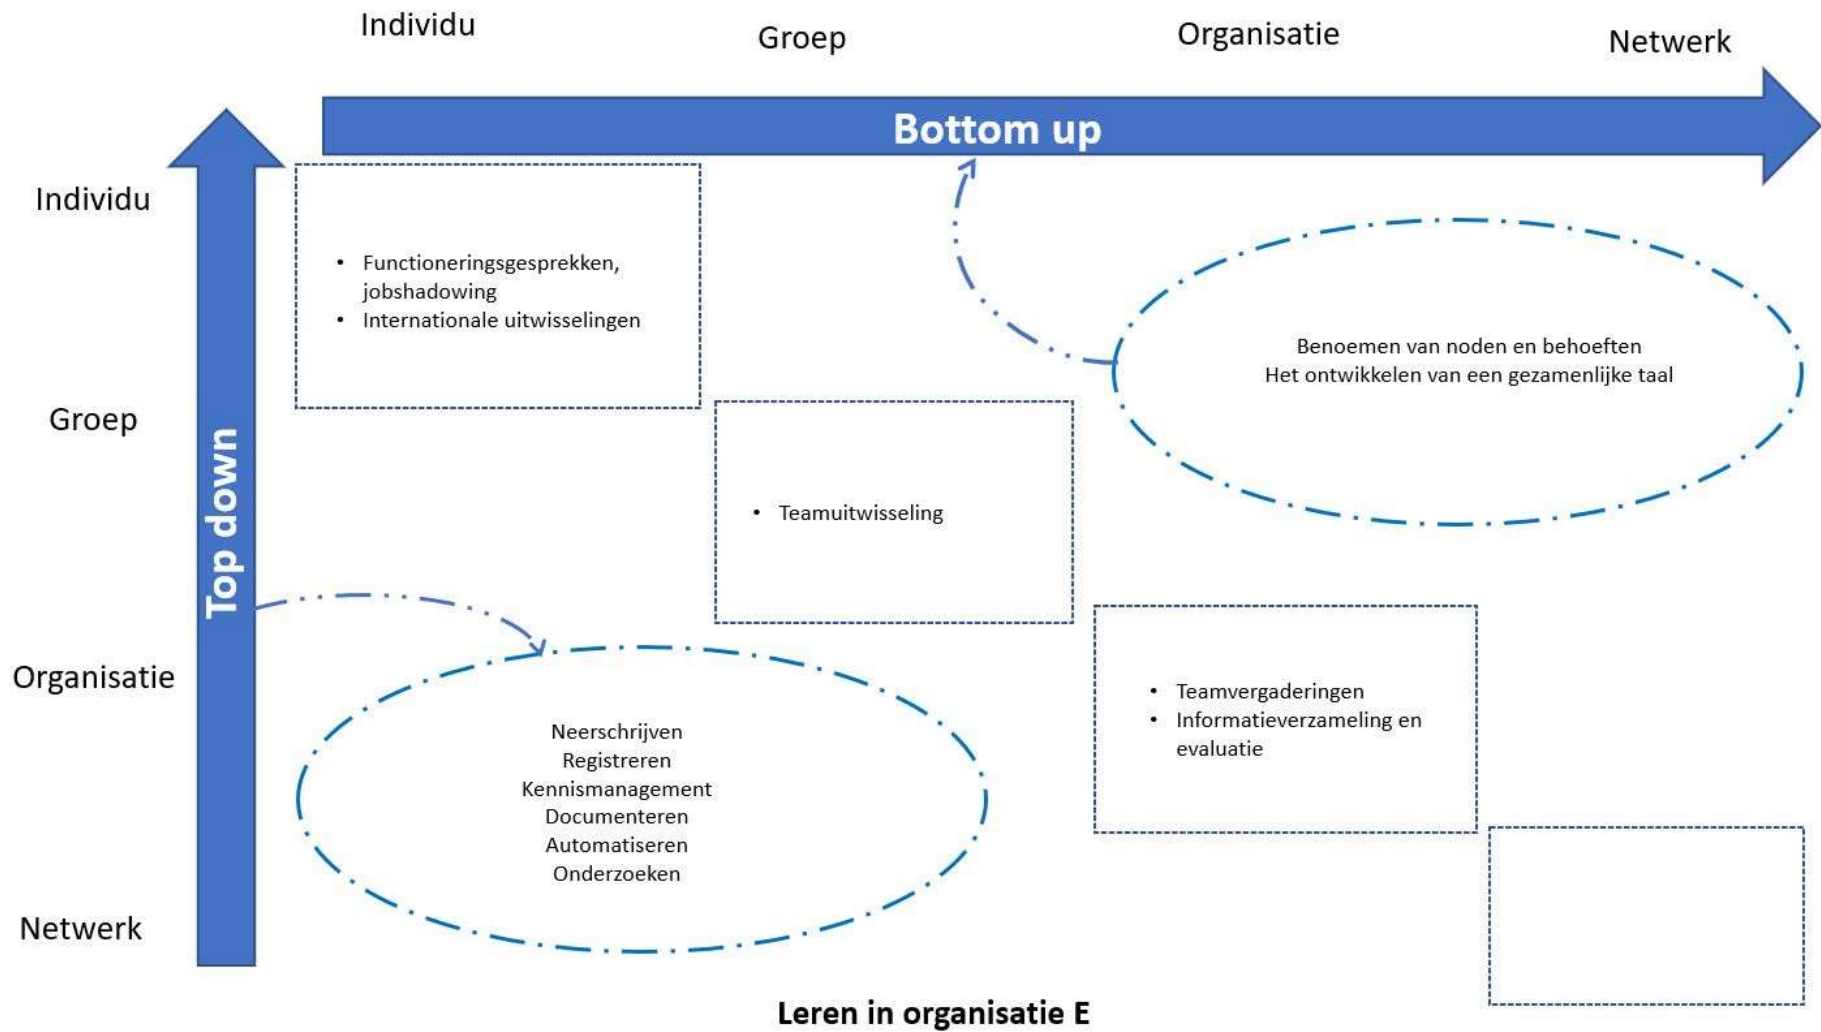 Individu
Groep
Organisatie
Netwerk
Bottom up
Individu
Groep
Organisatie
Netwerk
Top down
• Functioneringsgesprekken,
jobshadowing
• Internationale uitwisselingen
Benoemen van noden en behoeften
Het ontwikkelen van een gezamenlijke taal
• Teamuitwisseling
• Teamvergaderingen
• Informatieverzameling en
evaluatie
Neerschrijven
Registreren
Kennismanagement
Documenteren
Automatiseren
Onderzoeken
Leren in organisatie E